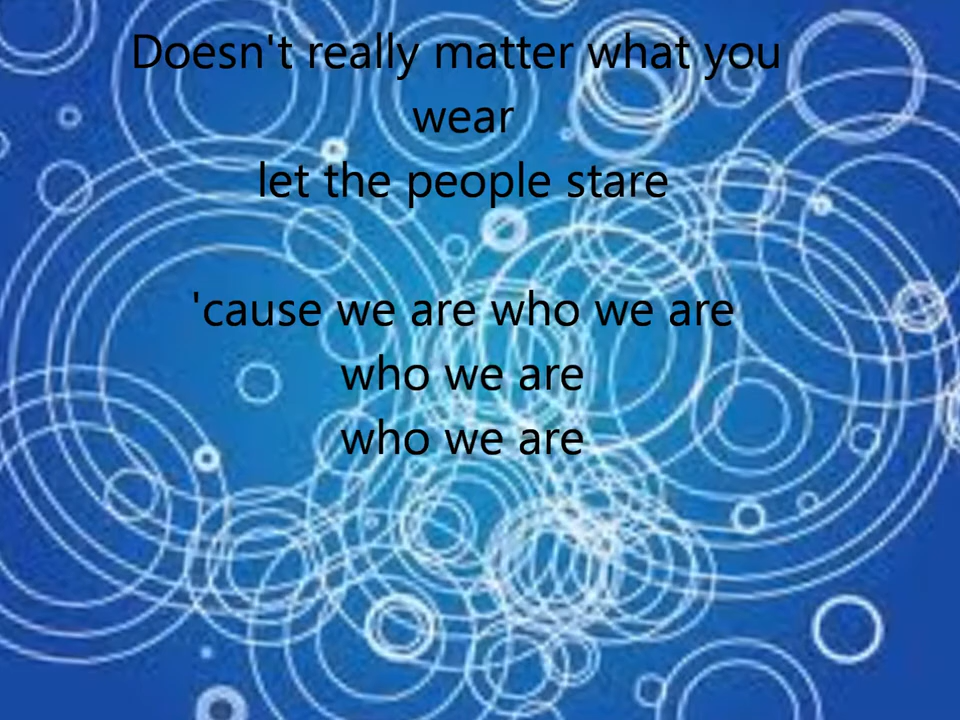 Doesn't really matter what you
wear
let the people stare
'cause we are who we are
who we are
who we are